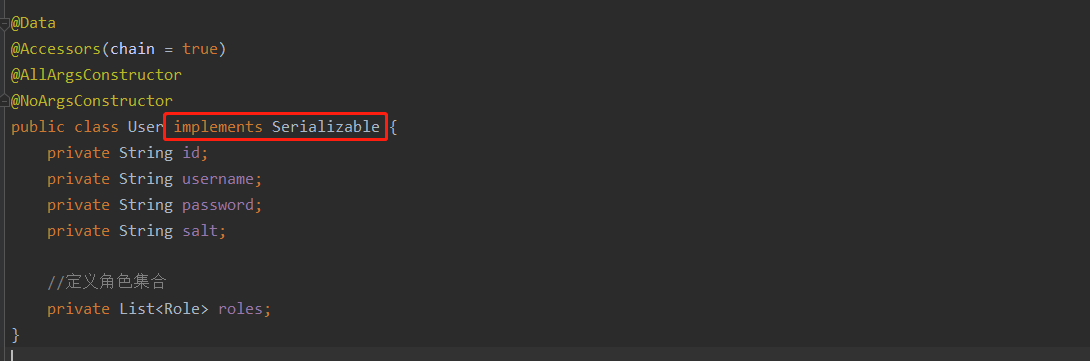 @Data
@Accessors(chain = true)
@AllArgsConstructor
@NoArgsConstructor
public class User implements Serializable {
    private String id;
    private String username;
    private String password;
    private String salt;
    //定义角色集合
    private List<Role> roles;
}